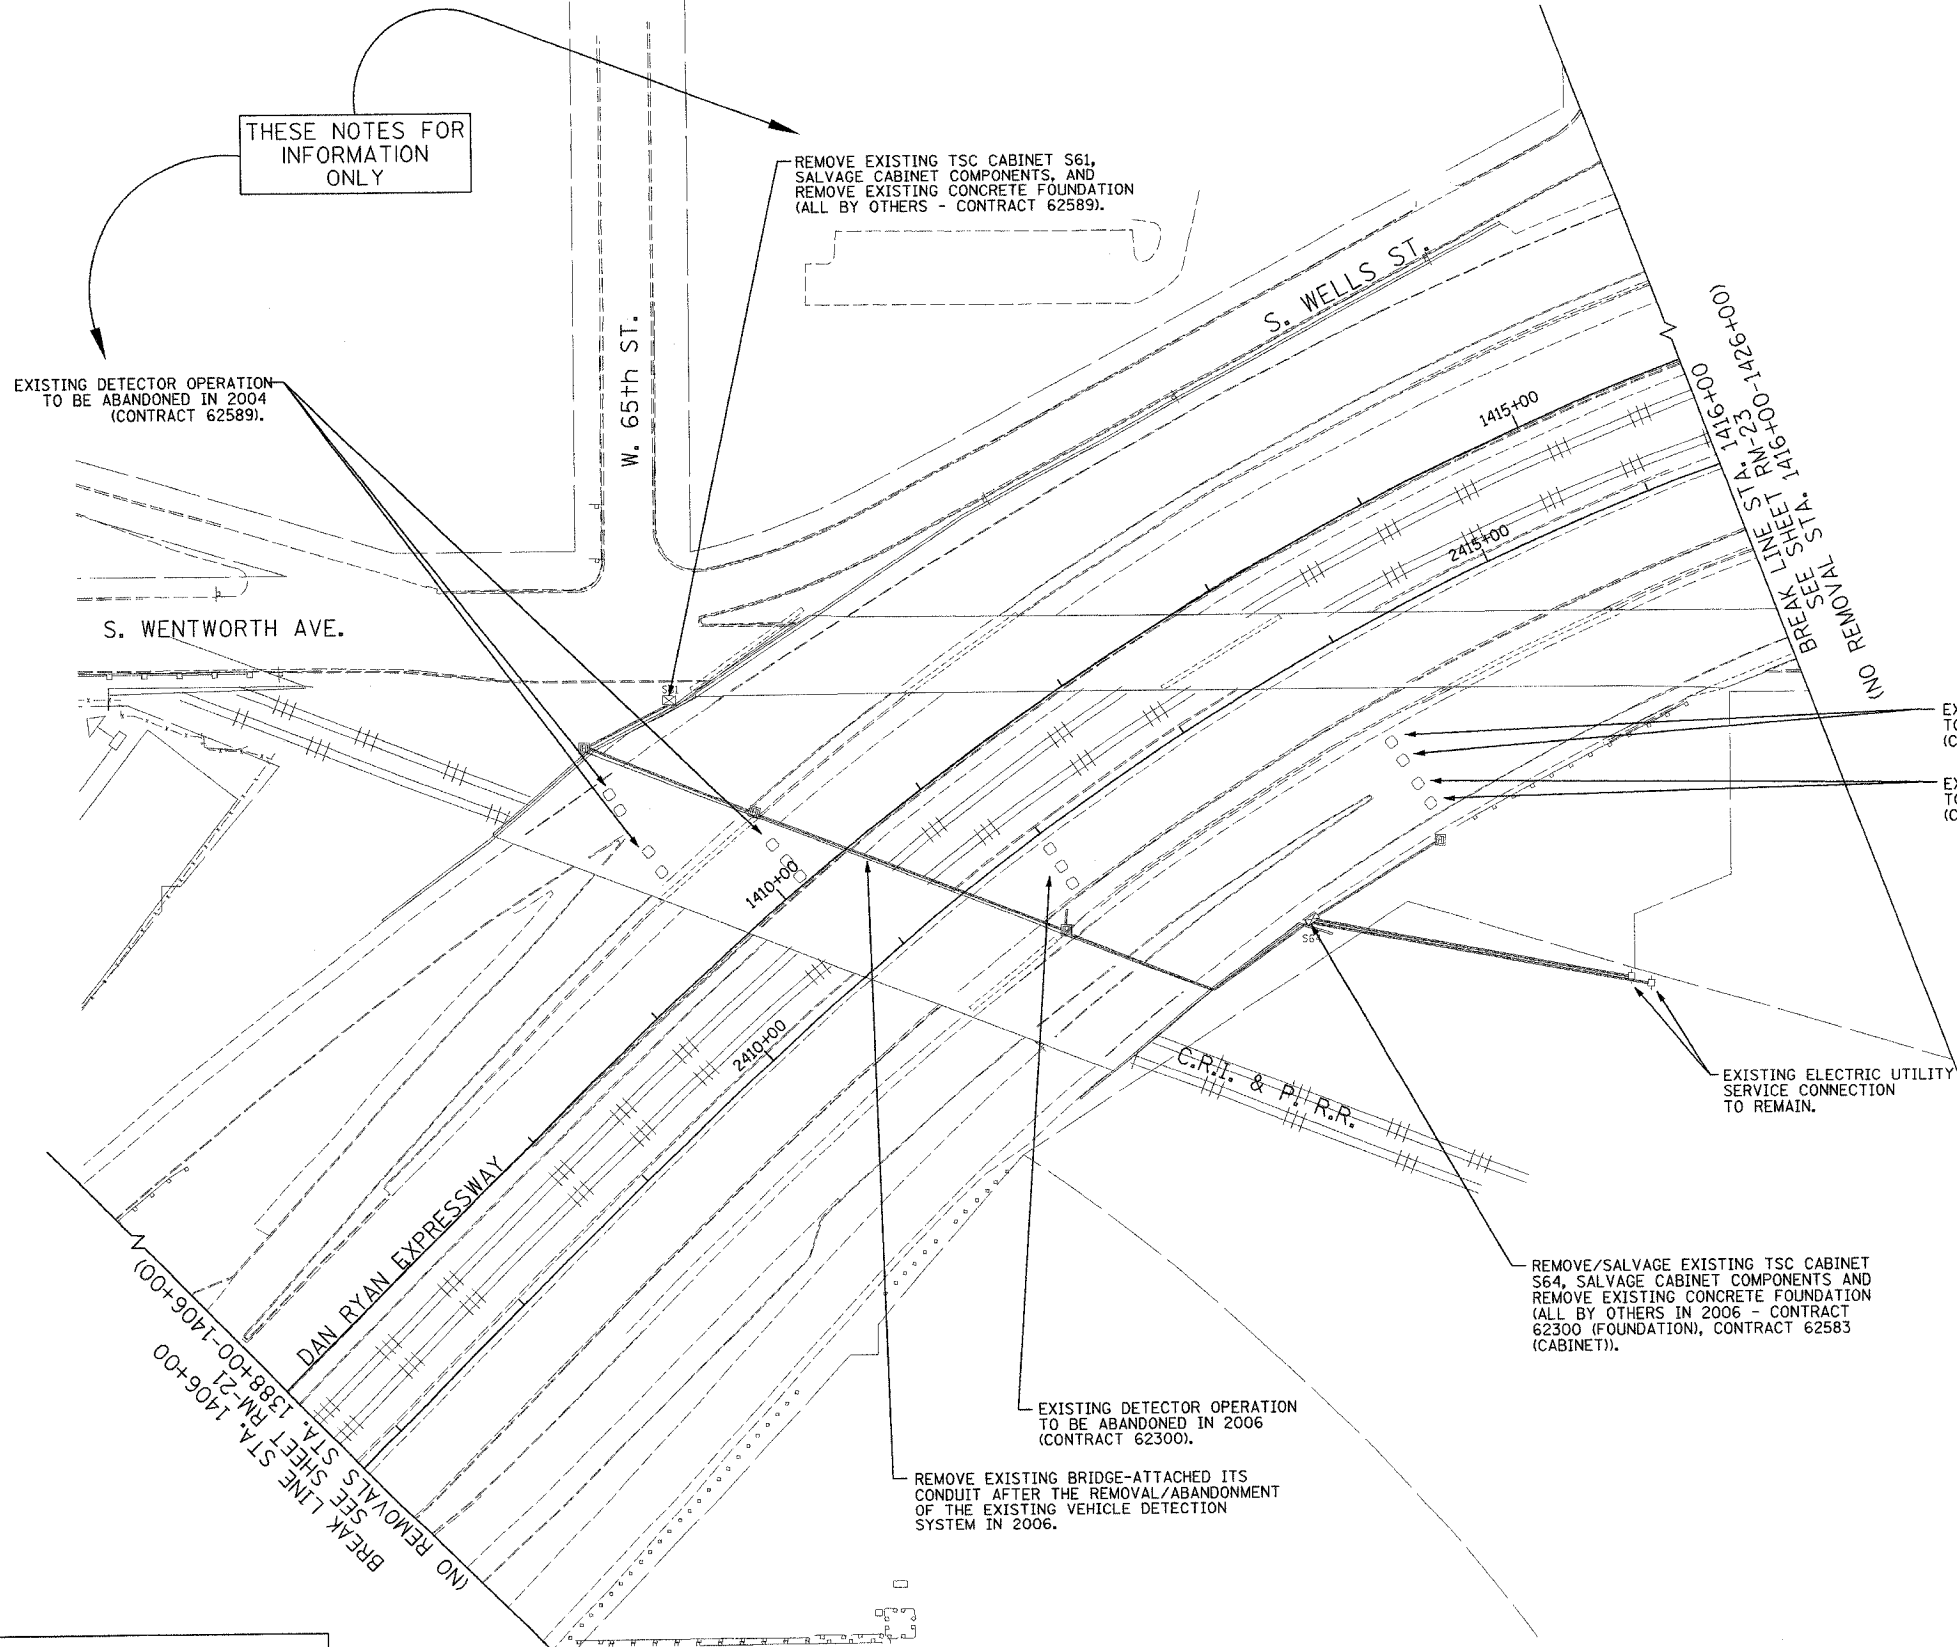 THESE NOTES FOR
INFORMATION
ONLY
REMOVE EXISTING TSC CABINET S61,
SALVAGE CABINET COMPONENTS, AND
REMOVE EXISTING CONCRETE FOUNDATION
(ALL BY OTHERS - CONTRACT 62589).
EXISTING DETECTOR OPERATION
TO BE ABANDONED IN 2004
(CONTRACT 62589).
W. 65th ST.
S. WELLS ST.
1415+00
2415+00
BREAK LINE STA. 1416+00
SEE SHEET RM-23
(NO REMOVAL STA. 1416+00-1426+00)
S. WENTWORTH AVE.
S61
EX
TO
(C
EX
TO
(C
1410+00
S64
2410+00
C.R.I. & P. R.R.
EXISTING ELECTRIC UTILITY
SERVICE CONNECTION
TO REMAIN.
DAN RYAN EXPRESSWAY
BREAK LINE STA. 1406+00
SEE SHEET RM-21
(NO REMOVALS STA. 1388+00-1406+00)
REMOVE/SALVAGE EXISTING TSC CABINET
S64, SALVAGE CABINET COMPONENTS AND
REMOVE EXISTING CONCRETE FOUNDATION
(ALL BY OTHERS IN 2006 - CONTRACT
62300 (FOUNDATION), CONTRACT 62583
(CABINET)).
EXISTING DETECTOR OPERATION
TO BE ABANDONED IN 2006
(CONTRACT 62300).
REMOVE EXISTING BRIDGE-ATTACHED ITS
CONDUIT AFTER THE REMOVAL/ABANDONMENT
OF THE EXISTING VEHICLE DETECTION
SYSTEM IN 2006.